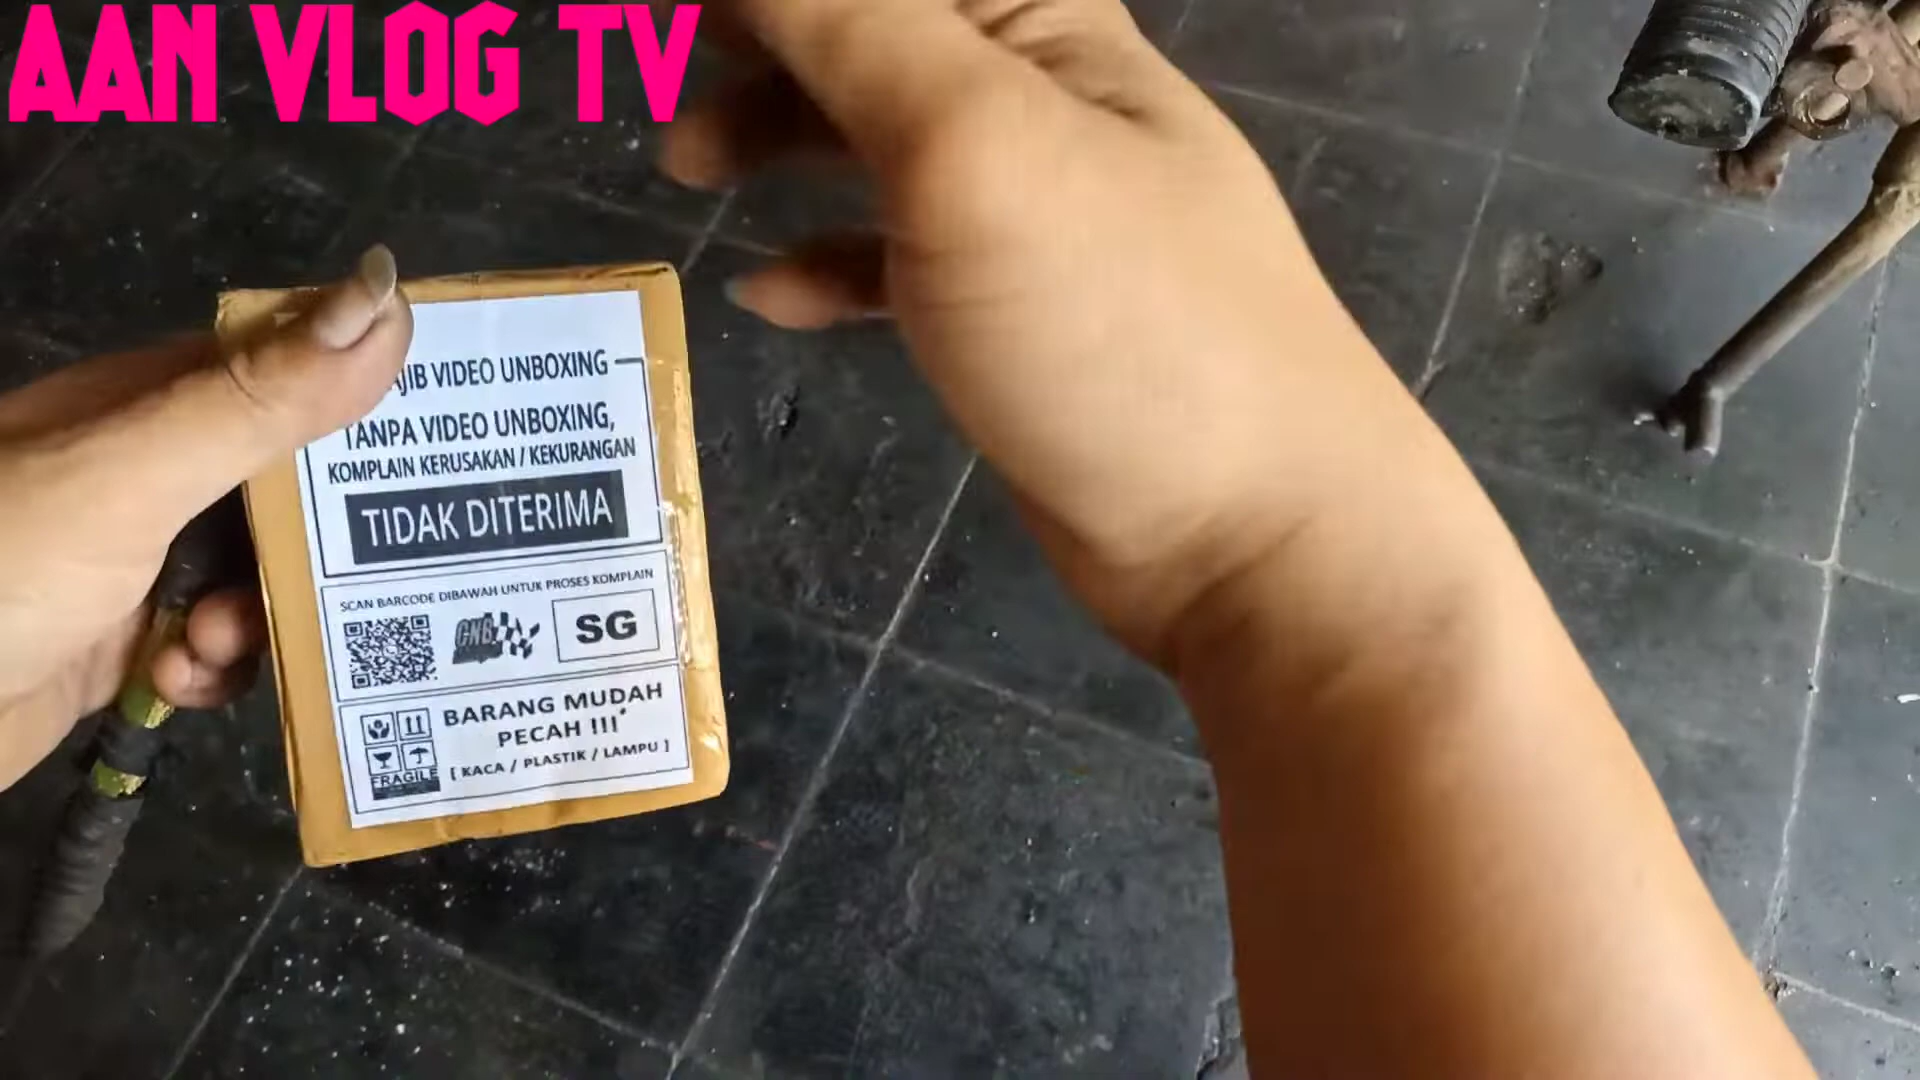 AAN VLOG TV
VIDEO UNBOXING
TANPA VIDEO UNBOXING,
KOMPLAIN KERUSAKAN / KEKURANGAN
TIDAK DITERIMA
SCAN BARCODE DIBAWAH UNTUK PROSES KOMPLAIN
SG
BARANG MUDAH
PECAH !!!
[ KACA / PLASTIK / LAMPU ]
FRAGILE